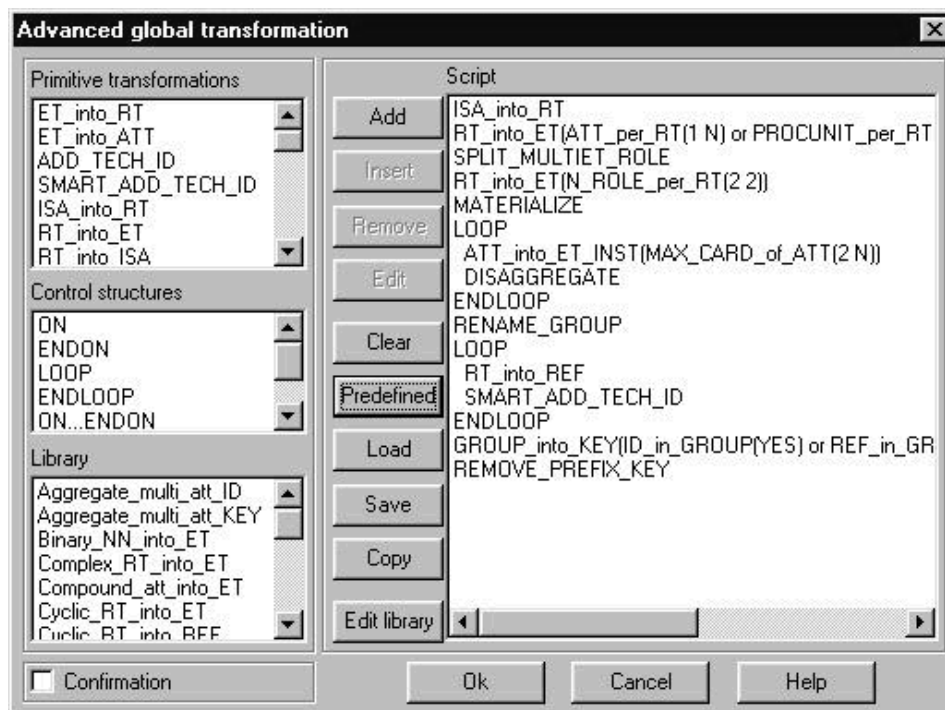 Advanced global transformation
Primitive transformations
ET_into_RT
ET_into_ATT
ADD_TECH_ID
SMART_ADD_TECH_ID
ISA_into_RT
RT_into_ET
RT_into_ISA
Control structures
ON
ENDON
LOOP
ENDLOOP
ON...ENDON
Library
Aggregate_multi_att_ID
Aggregate_multi_att_KEY
Binary_NN_into_ET
Complex_RT_into_ET
Compound_att_into_ET
Cyclic_RT_into_ET
Cyclic_RT_into_REF
Confirmation
Add
Insert
Remove
Edit
Clear
Predefined
Load
Save
Copy
Edit library
Script
ISA_into_RT
RT_into_ET(ATT_per_RT(1 N) or PROCUNIT_per_RT
SPLIT_MULTIET_ROLE
RT_into_ET(N_ROLE_per_RT(2 2))
MATERIALIZE
LOOP
ATT_into_ET_INST(MAX_CARD_of_ATT(2 N))
DISAGGREGATE
ENDLOOP
RENAME_GROUP
LOOP
RT_into_REF
SMART_ADD_TECH_ID
ENDLOOP
GROUP_into_KEY(ID_in_GROUP(YES) or REF_in_GR
REMOVE_PREFIX_KEY
Ok
Cancel
Help